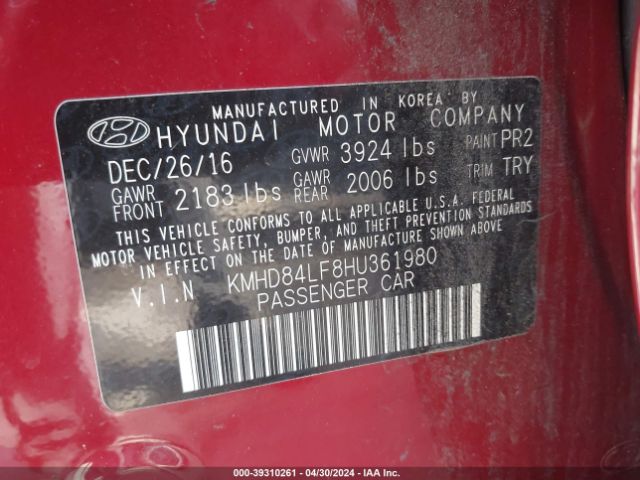 MANUFACTURED IN KOREA BY
HYUNDAI MOTOR COMPANY
DEC/26/16 GVWR 3924 lbs PAINT PR2
GAWR FRONT 2183 lbs GAWR REAR 2006 lbs TRIM TRY
THIS VEHICLE CONFORMS TO ALL APPLICABLE U.S.A. FEDERAL
MOTOR VEHICLE SAFETY, BUMPER, AND THEFT PREVENTION STANDARDS
IN EFFECT ON THE DATE OF MANUFACTURE SHOWN ABOVE.
V.I.N KMHD84LF8HU361980
PASSENGER CAR
000-39310261 - 04/30/2024 - IAA Inc.